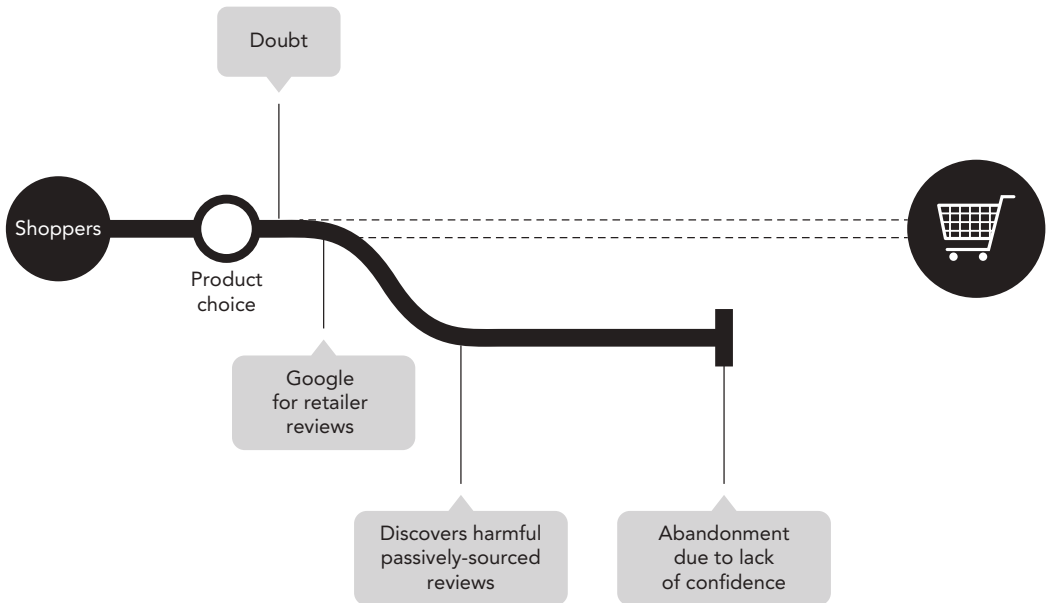 Doubt
Shoppers
Product
choice
Google
for retailer
reviews
Discovers harmful
passively-sourced
reviews
Abandonment
due to lack
of confidence